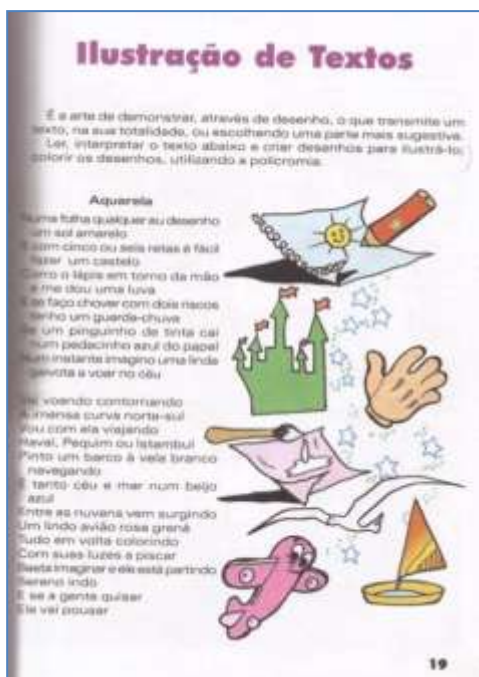 Ilustração de Textos
É a arte de demonstrar, através de desenho, o que transmite um
texto, na sua totalidade, ou escolhendo uma parte mais sugestiva.
Ler, interpretar o texto abaixo e criar desenhos para ilustrá-lo;
colorir os desenhos, utilizando a policromia.
Aquarela
Numa folha qualquer eu desenho
um sol amarelo
E com cinco ou seis retas é fácil
fazer um castelo
Corro o lápis em torno da mão
e me dou uma luva
E se faço chover com dois riscos
tenho um guarda-chuva
Se um pinguinho de tinta cai
num pedacinho azul do papel
Num instante imagino uma linda
gaivota a voar no céu
Vai voando contornando
A imensa curva norte-sul
Vou com ela viajando
Havaí, Pequim ou Istambul
Pinto um barco à vela branco
navegando
É tanto céu e mar num beijo
azul
Entre as nuvens vem surgindo
Um lindo avião rosa grená
Tudo em volta colorindo
Com suas luzes a piscar
Basta imaginar e ele está partindo
Sereno indo
E se a gente quiser
Ele vai pousar
19